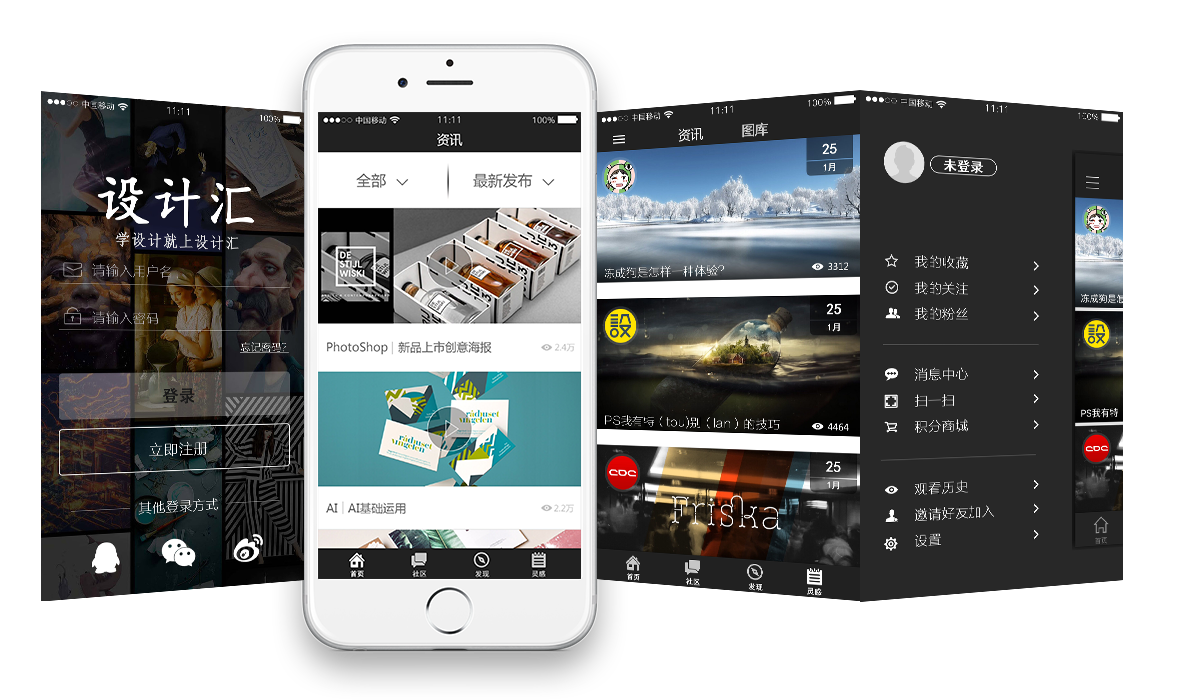 中国移动
11:11
100%
设计汇
学设计就上设计汇
请输入用户名
请输入密码
忘记密码?
登录
立即注册
其他登录方式
中国移动 11:11 100%
资讯
全部 最新发布
DE
STIJL
WISKI
PhotoShop | 新品上市创意海报 2.4万
råduset
vingelen
råduset
vingelen
AI | AI基础运用 2.2万
首页 社区 发现 灵感
中国移动 11:11 100%
资讯 图库
25
1月
冻成狗是怎样一种体验? 3312
設
25
1月
PS我有特(tou)别(lan)的技巧 4464
CDC
25
1月
Friska
首页 社区 发现 灵感
中国移动 11:11 100%
未登录
我的收藏
我的关注
我的粉丝
消息中心
扫一扫
积分商城
观看历史
邀请好友加入
设置
冻成狗是怎
設
PS我有特
CDC
首页